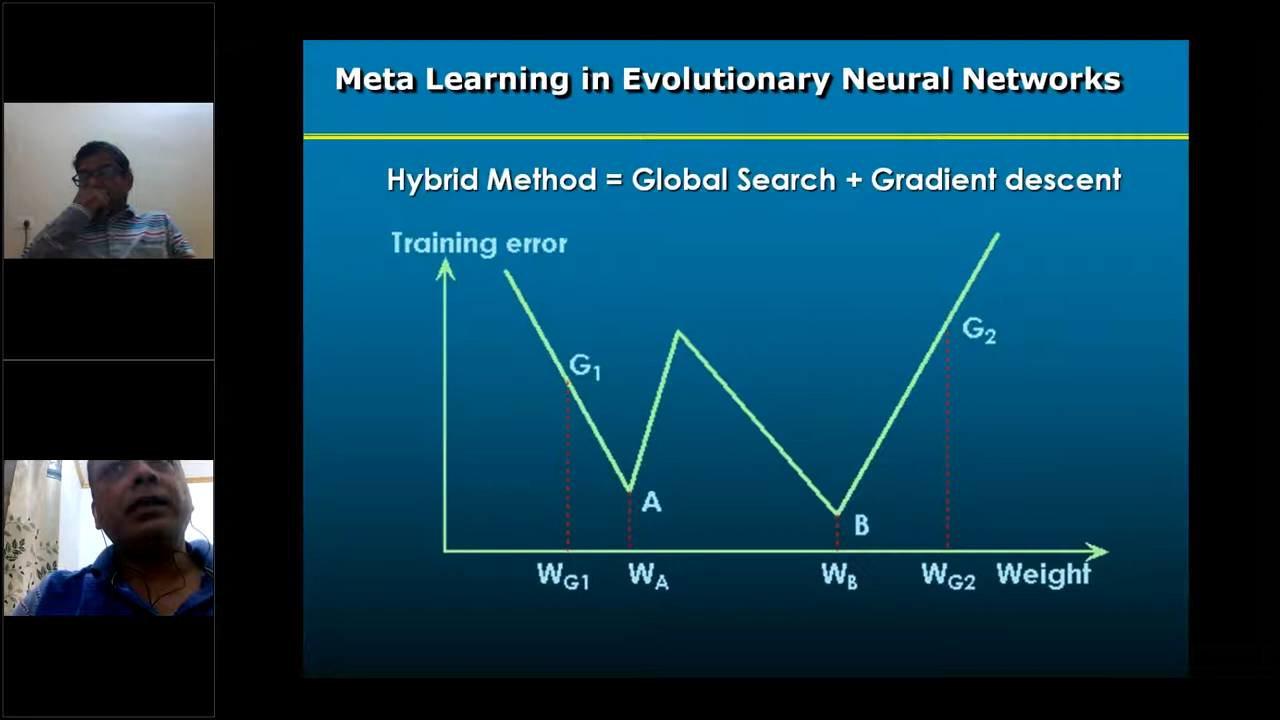 Meta Learning in Evolutionary Neural Networks
Hybrid Method = Global Search + Gradient descent
Training error
G1
G2
A
B
WG1 WA WB WG2 Weight